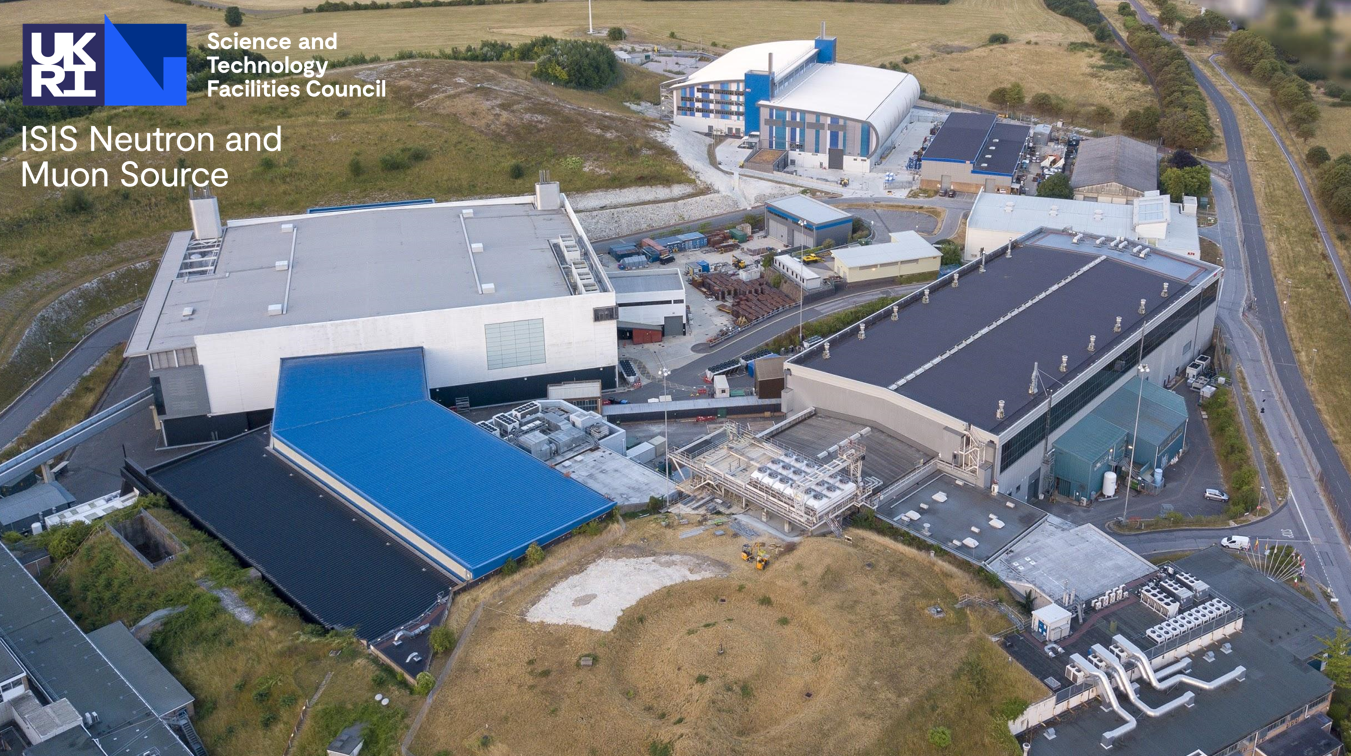 UK
RI
Science and
Technology
Facilities Council
ISIS Neutron and
Muon Source